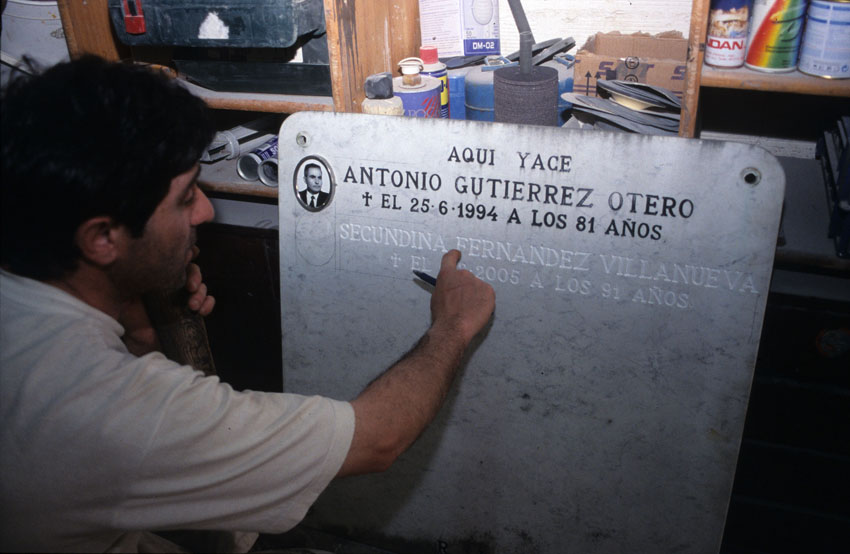 DM-02
AQUI YACE
ANTONIO GUTIERREZ OTERO
✝ EL 25·6·1994 A LOS 81 AÑOS
SECUNDINA FERNANDEZ VILLANUEVA
✝ EL 2005 A LOS 91 AÑOS